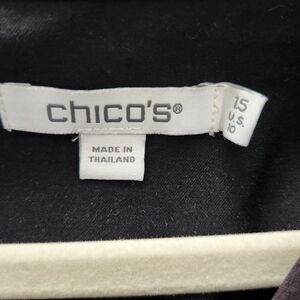 chico's®
MADE IN
THAILAND
1.5
U.S.
10